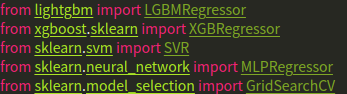 from lightgbm import LGBMRegressor
from xgboost.sklearn import XGBRegressor
from sklearn.svm import SVR
from sklearn.neural_network import MLPRegressor
from sklearn.model_selection import GridSearchCV